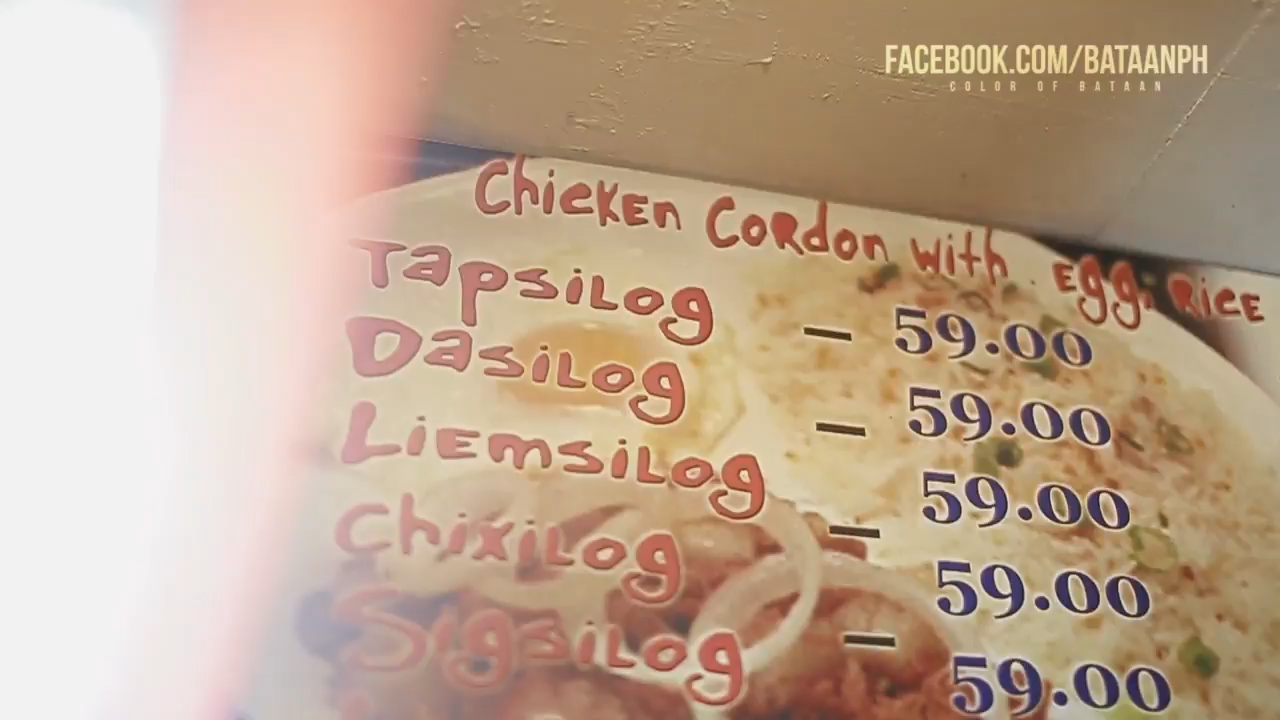 FACEBOOK.COM/BATAANPH
COLOR OF BATAAN
Chicken Cordon with Egg, Rice
Tapsilog - 59.00
Dasilog - 59.00
Liemsilog - 59.00
Chixilog - 59.00
Sigsilog - 59.00